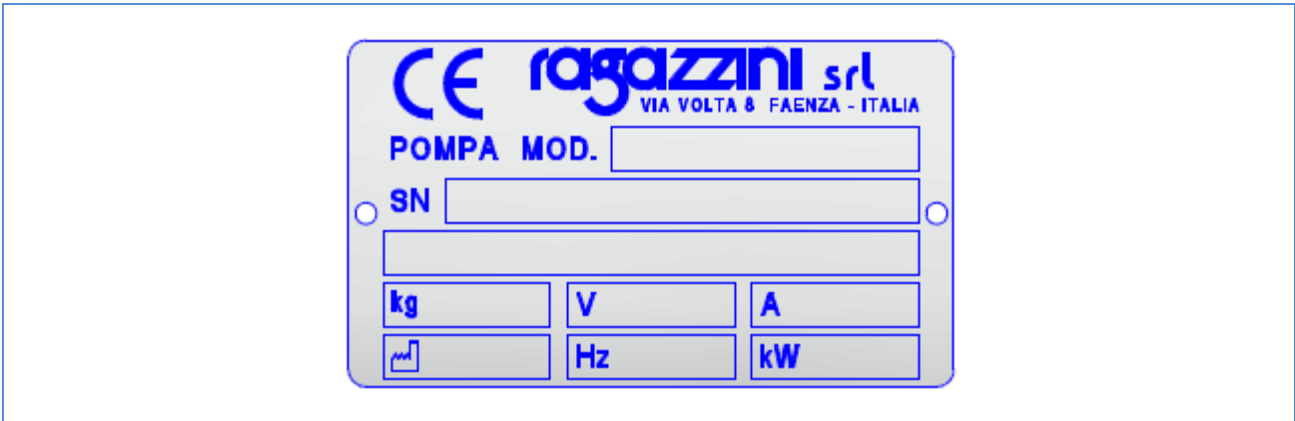 CE ragazzini srl
VIA VOLTA 8 FAENZA - ITALIA
POMPA MOD.
SN
kg V A
Hz kW